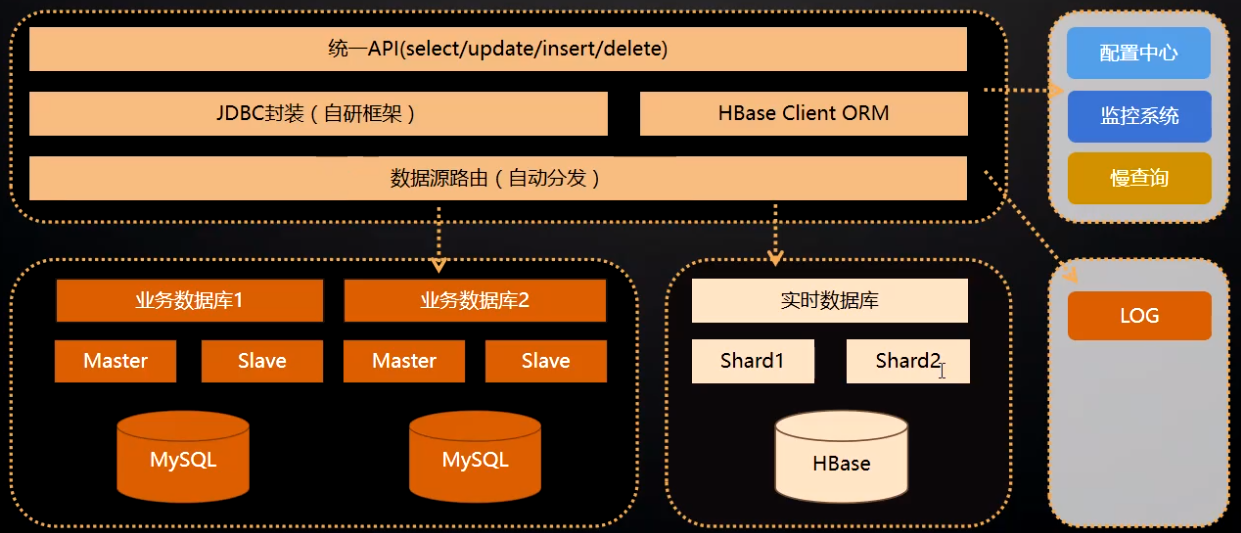 统一API(select/update/insert/delete)
JDBC封装（自研框架）
HBase Client ORM
数据源路由（自动分发）
配置中心
监控系统
慢查询
业务数据库1
业务数据库2
Master
Slave
Master
Slave
MySQL
MySQL
实时数据库
Shard1
Shard2
HBase
LOG